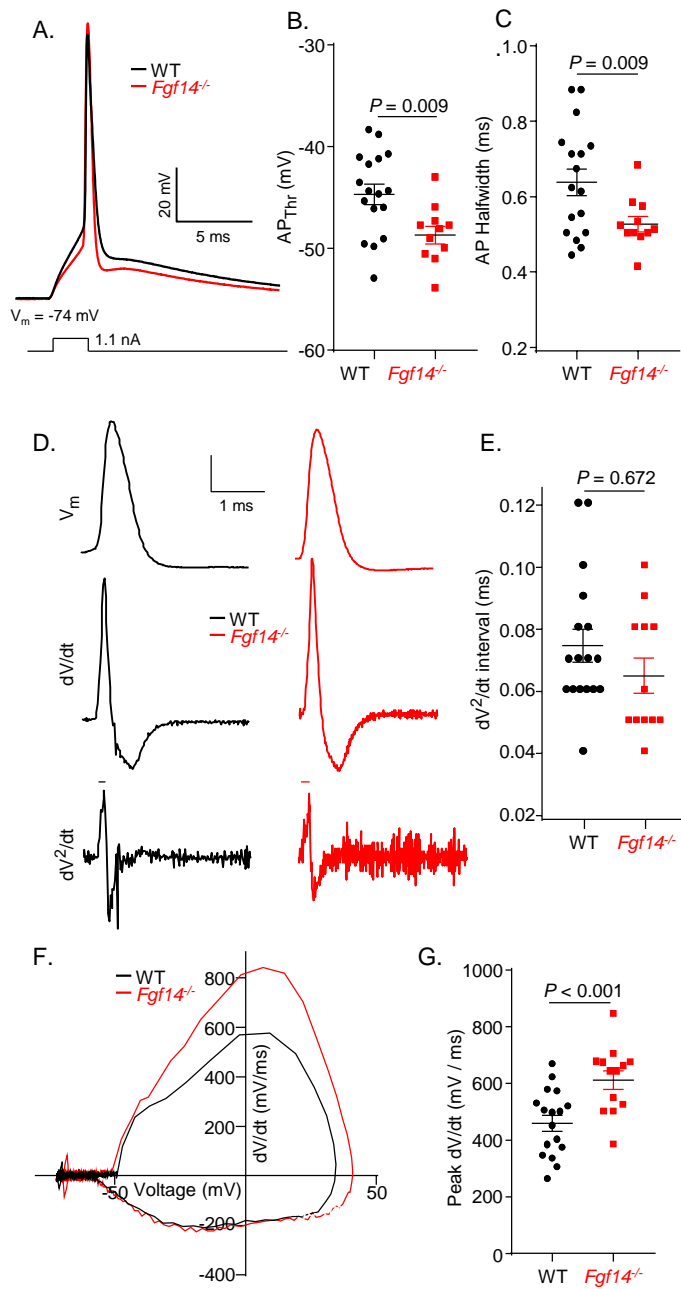 A.
WT
Fgf14-/-
20 mV
5 ms
Vm = -74 mV
1.1 nA
B.
-30
-40
-50
-60
APThr (mV)
P = 0.009
WT
Fgf14-/-
C.
.1.0
0.8
0.6
0.4
0.2
AP Halfwidth (ms)
P = 0.009
WT
Fgf14-/-
D.
Vm
1 ms
dV/dt
WT
Fgf14-/-
dV2/dt
E.
P = 0.672
0.12
0.10
0.08
0.06
0.04
0.02
dV2/dt interval (ms)
WT
Fgf14-/-
F.
WT
Fgf14-/-
800
600
400
200
-200
-400
dV/dt (mV/ms)
-50
Voltage (mV)
50
G.
1000
800
600
400
200
0
Peak dV/dt (mV / ms)
P < 0.001
WT
Fgf14-/-